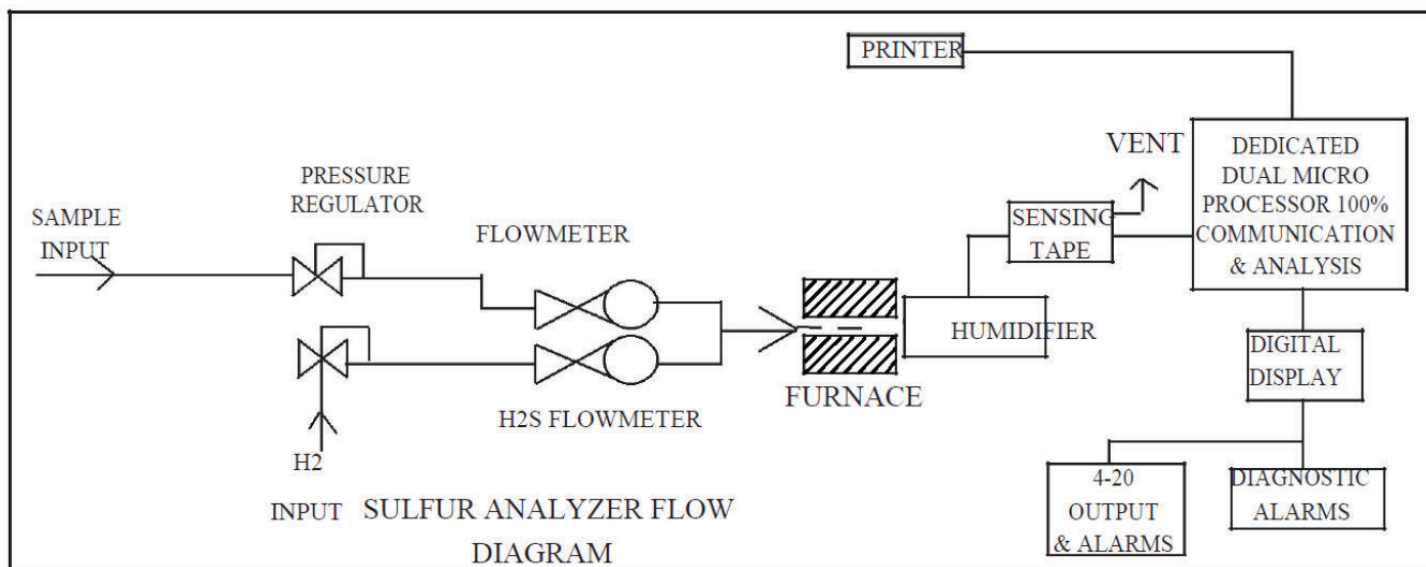 PRINTER
VENT
DEDICATED
DUAL MICRO
PROCESSOR 100%
COMMUNICATION
& ANALYSIS
PRESSURE
REGULATOR
SAMPLE
INPUT
FLOWMETER
SENSING
TAPE
HUMIDIFIER
FURNACE
H2S FLOWMETER
DIGITAL
DISPLAY
H2
INPUT
SULFUR ANALYZER FLOW
DIAGRAM
4-20
OUTPUT
& ALARMS
DIAGNOSTIC
ALARMS